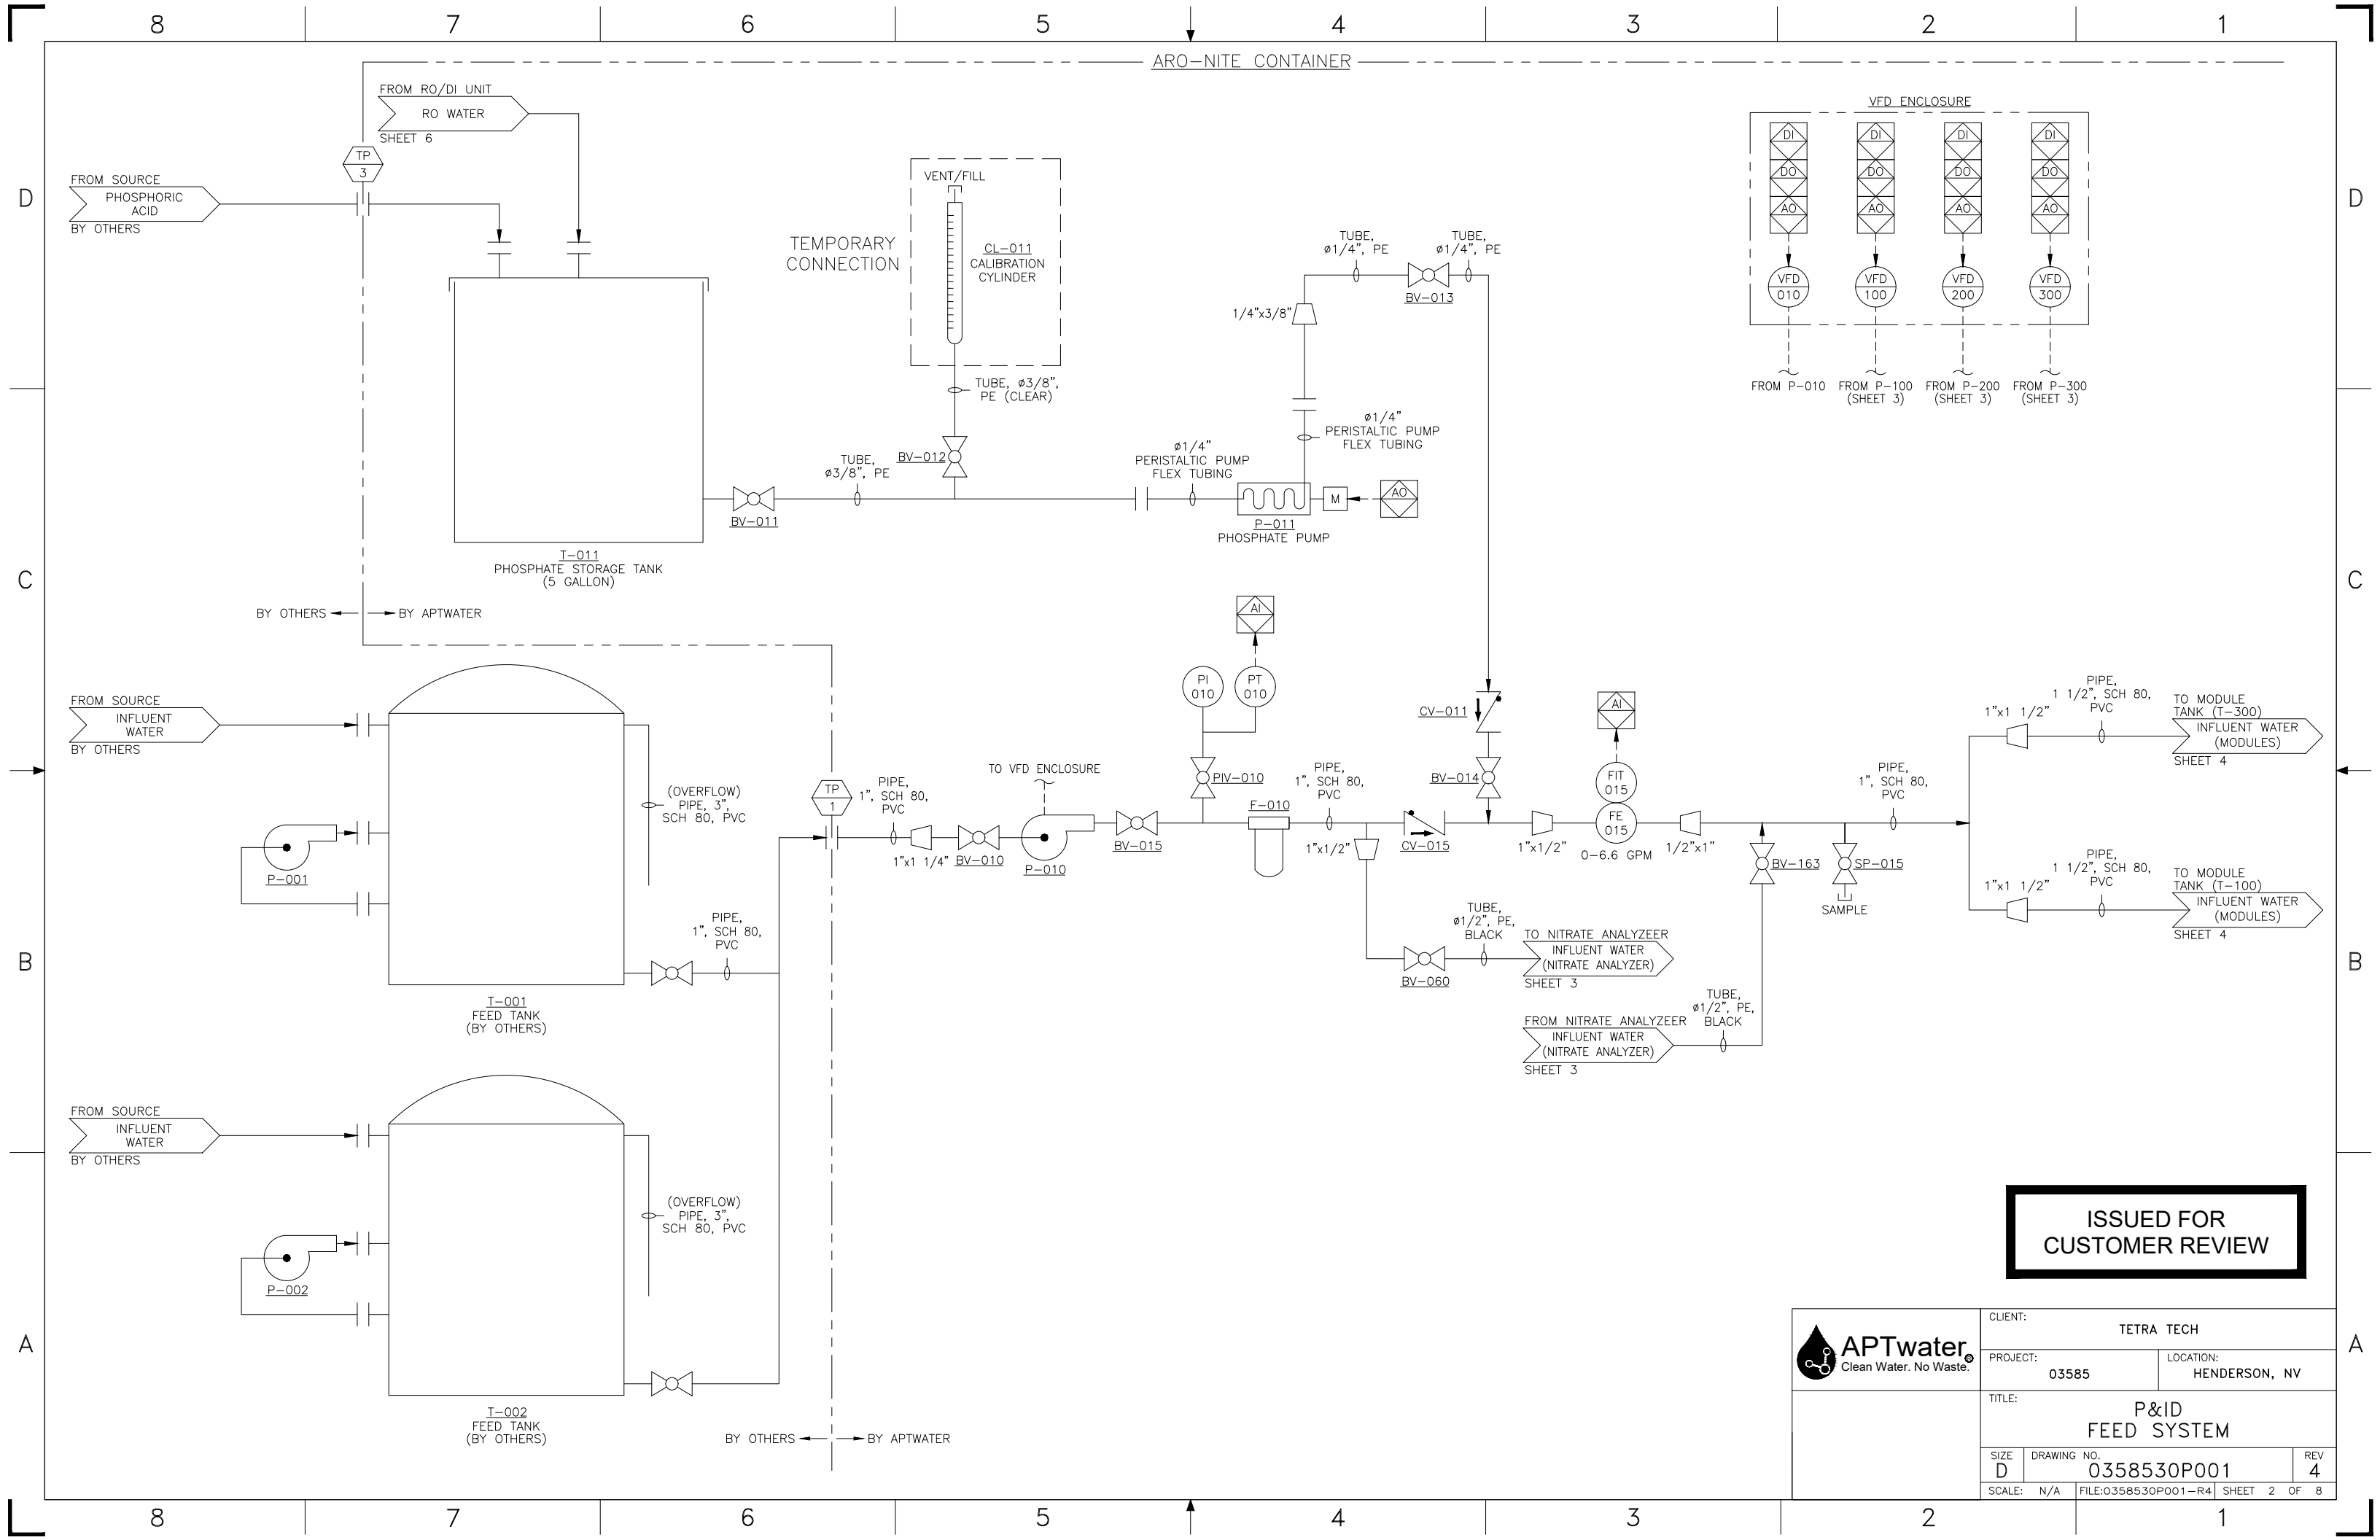 8 7 6 5 4 3 2 1
D
C
B
A
ARO-NITE CONTAINER
FROM RO/DI UNIT
RO WATER
SHEET 6
TP
3
FROM SOURCE
PHOSPHORIC
ACID
BY OTHERS
TEMPORARY
CONNECTION
VENT/FILL
CL-011
CALIBRATION
CYLINDER
TUBE, ø3/8",
PE (CLEAR)
BV-012
TUBE,
ø3/8", PE
BV-011
T-011
PHOSPHATE STORAGE TANK
(5 GALLON)
ø1/4"
PERISTALTIC PUMP
FLEX TUBING
P-011
PHOSPHATE PUMP
M
AO
ø1/4"
PERISTALTIC PUMP
FLEX TUBING
1/4"x3/8"
TUBE,
ø1/4", PE
BV-013
TUBE,
ø1/4", PE
VFD ENCLOSURE
DI DI DI DI
DO DO DO DO
AO AO AO AO
VFD VFD VFD VFD
010 100 200 300
FROM P-010 FROM P-100 FROM P-200 FROM P-300
(SHEET 3) (SHEET 3) (SHEET 3)
BY OTHERS BY APTWATER
FROM SOURCE
INFLUENT
WATER
BY OTHERS
P-001
T-001
FEED TANK
(BY OTHERS)
(OVERFLOW)
PIPE, 3",
SCH 80, PVC
PIPE,
1", SCH 80,
PVC
TP
1
PIPE,
1", SCH 80,
PVC
1"x1 1/4"
BV-010
TO VFD ENCLOSURE
P-010
BV-015
AI
PI
010
PT
010
PIV-010
F-010
PIPE,
1", SCH 80,
PVC
1"x1/2"
CV-015
CV-011
BV-014
1"x1/2"
AI
FIT
015
FE
015
0-6.6 GPM
1/2"x1"
BV-163
SP-015
SAMPLE
PIPE,
1", SCH 80,
PVC
1"x1 1/2"
PIPE,
1 1/2", SCH 80,
PVC
TO MODULE
TANK (T-300)
INFLUENT WATER
(MODULES)
SHEET 4
1"x1 1/2"
PIPE,
1 1/2", SCH 80,
PVC
TO MODULE
TANK (T-100)
INFLUENT WATER
(MODULES)
SHEET 4
BV-060
TUBE,
ø1/2", PE,
BLACK
TO NITRATE ANALYZEER
INFLUENT WATER
(NITRATE ANALYZER)
SHEET 3
FROM NITRATE ANALYZEER
INFLUENT WATER
(NITRATE ANALYZER)
SHEET 3
TUBE,
ø1/2", PE,
BLACK
FROM SOURCE
INFLUENT
WATER
BY OTHERS
P-002
T-002
FEED TANK
(BY OTHERS)
(OVERFLOW)
PIPE, 3",
SCH 80, PVC
BY OTHERS BY APTWATER
ISSUED FOR
CUSTOMER REVIEW
APTwater®
Clean Water. No Waste.
CLIENT:
TETRA TECH
PROJECT:
03585
LOCATION:
HENDERSON, NV
TITLE:
P&ID
FEED SYSTEM
SIZE
D
DRAWING NO.
0358530P001
REV
4
SCALE: N/A
FILE:0358530P001-R4
SHEET 2 OF 8
D
C
B
A
8 7 6 5 4 3 2 1